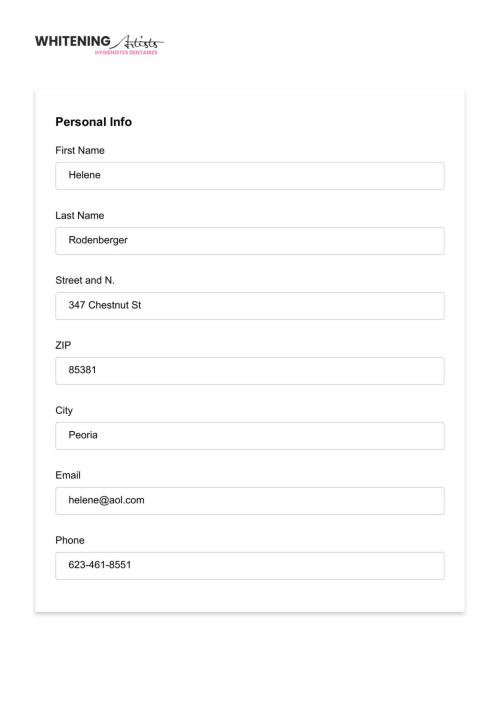 WHITENING Artists
HYGIÉNISTES DENTAIRES
Personal Info
First Name
Helene
Last Name
Rodenberger
Street and N.
347 Chestnut St
ZIP
85381
City
Peoria
Email
helene@aol.com
Phone
623-461-8551